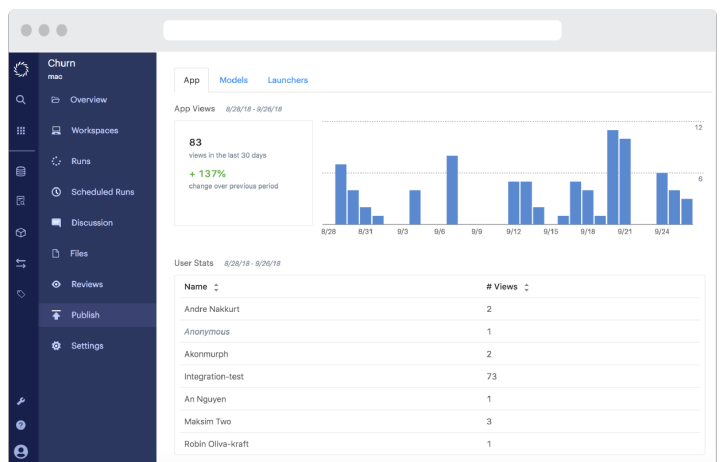 Churn
mac
Overview
Workspaces
Runs
Scheduled Runs
Discussion
Files
Reviews
Publish
Settings
App Models Launchers
App Views 8/28/18 - 9/26/18
83
views in the last 30 days
+ 137%
change over previous period
12
6
8/28 8/31 9/3 9/6 9/9 9/12 9/15 9/18 9/21 9/24
User Stats 8/28/18 - 9/26/18
Name # Views
Andre Nakkurt 2
Anonymous 1
Akonmurph 2
Integration-test 73
An Nguyen 1
Maksim Two 3
Robin Oliva-kraft 1